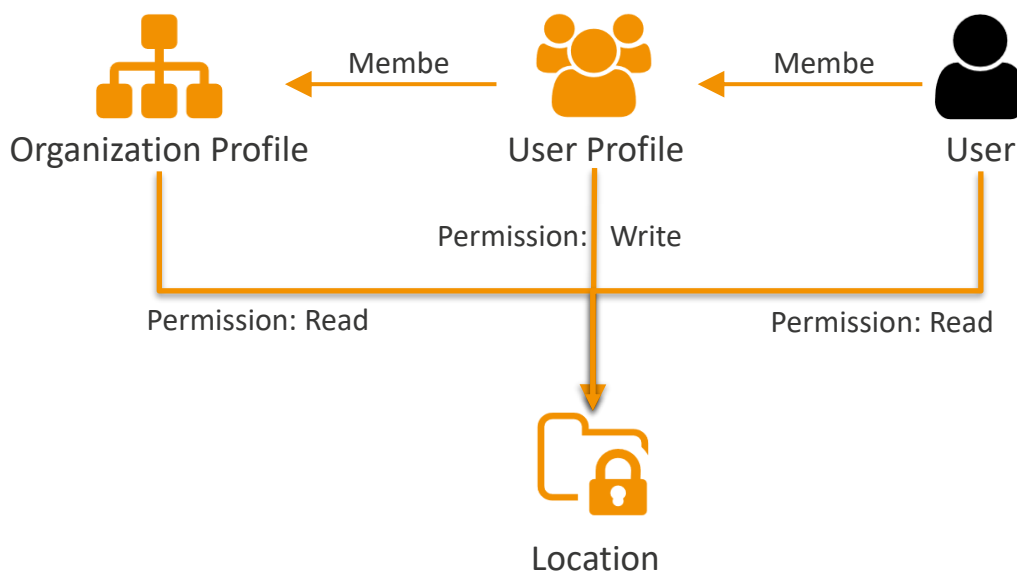 Membe
Membe
Organization Profile
User Profile
User
Permission: Write
Permission: Read
Permission: Read
Location